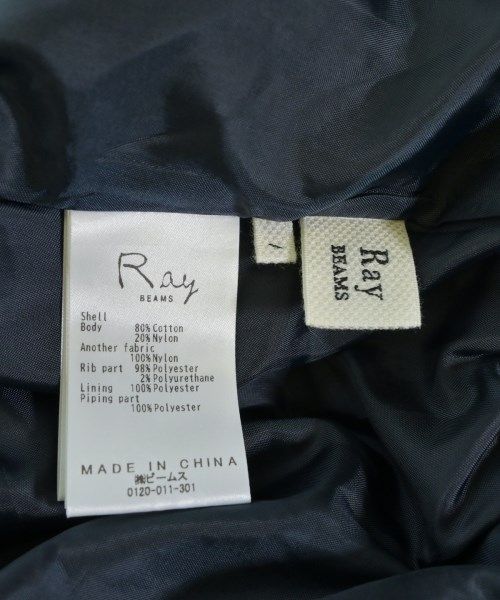 Ray
BEAMS
Shell
Body 80% Cotton
20% Nylon
Another fabric
100% Nylon
Rib part 98% Polyester
2% Polyurethane
Lining 100% Polyester
Piping part
100% Polyester
MADE IN CHINA
㈱ビームス
0120-011-301
Ray
BEAMS